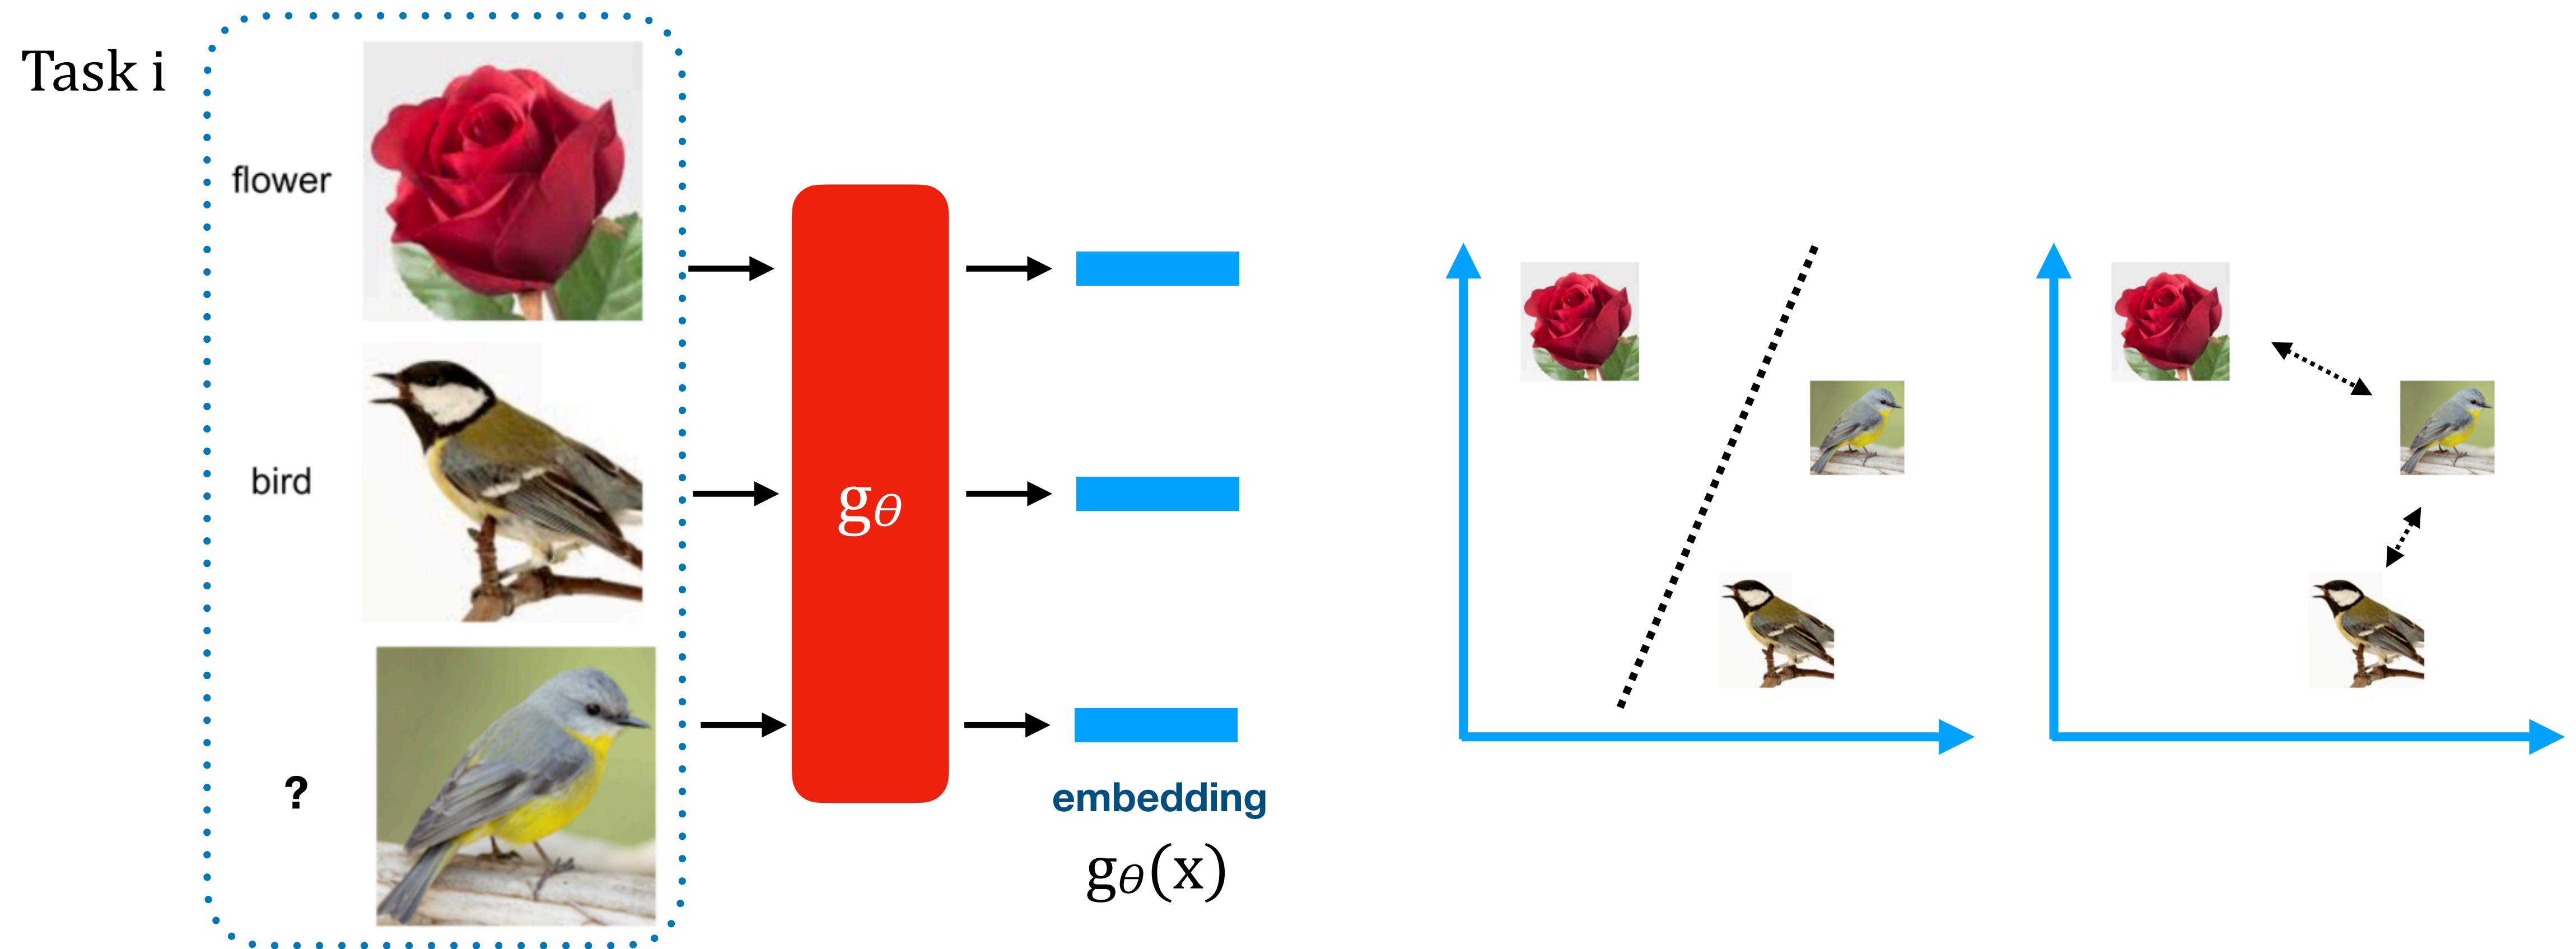 Task i
flower
bird
?
gθ
embedding
gθ(x)